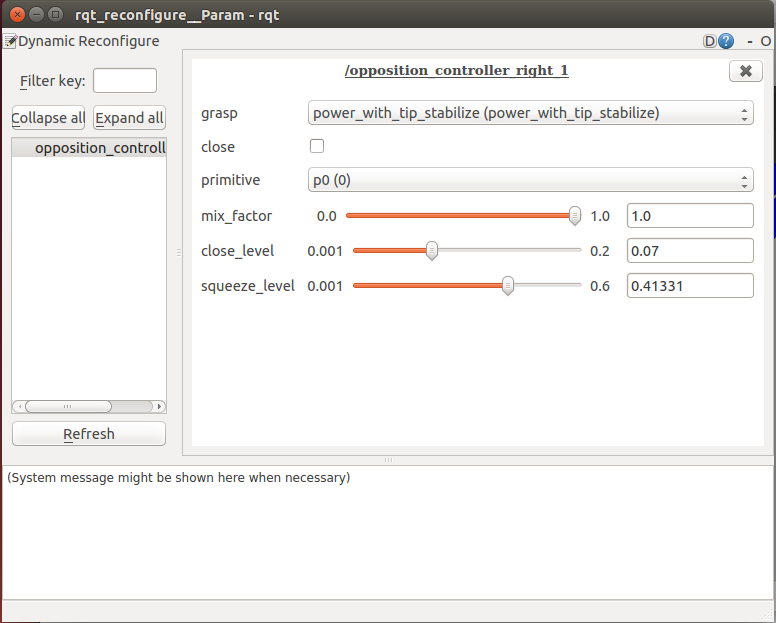 rqt_reconfigure__Param - rqt
Dynamic Reconfigure
D ? - O
Filter key:
Collapse all Expand all
opposition_controll
Refresh
/opposition_controller_right_1
grasp power_with_tip_stabilize (power_with_tip_stabilize)
close
primitive p0 (0)
mix_factor 0.0 1.0 1.0
close_level 0.001 0.2 0.07
squeeze_level 0.001 0.6 0.41331
(System message might be shown here when necessary)